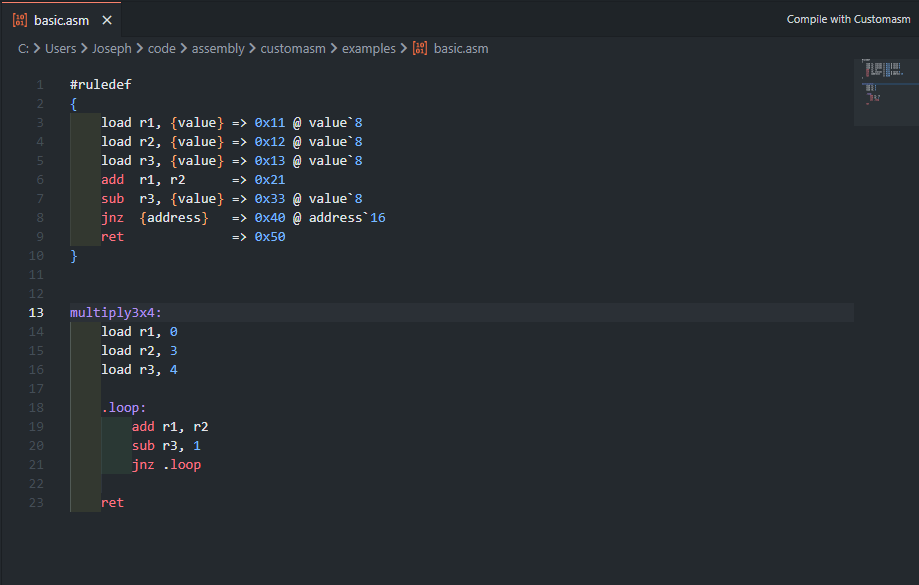 basic.asm
Compile with Customasm
C: > Users > Joseph > code > assembly > customasm > examples > basic.asm
1 #ruledef
2 {
3     load r1, {value} => 0x11 @ value`8
4     load r2, {value} => 0x12 @ value`8
5     load r3, {value} => 0x13 @ value`8
6     add  r1, r2      => 0x21
7     sub  r3, {value} => 0x33 @ value`8
8     jnz  {address}   => 0x40 @ address`16
9     ret              => 0x50
10 }
11
12
13 multiply3x4:
14     load r1, 0
15     load r2, 3
16     load r3, 4
17
18     .loop:
19         add r1, r2
20         sub r3, 1
21         jnz .loop
22
23     ret